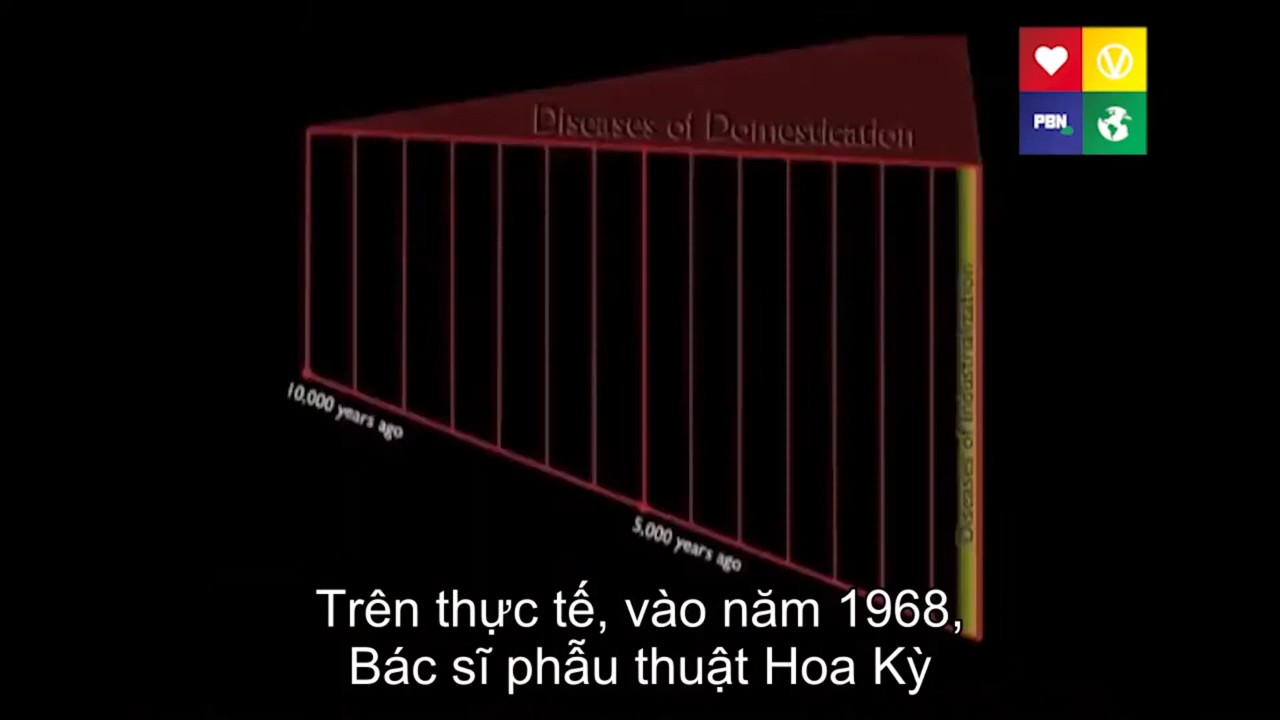 Diseases of Domestication
PBN
Diseases of Industrialization
10,000 years ago
5,000 years ago
Trên thực tế, vào năm 1968,
Bác sĩ phẫu thuật Hoa Kỳ